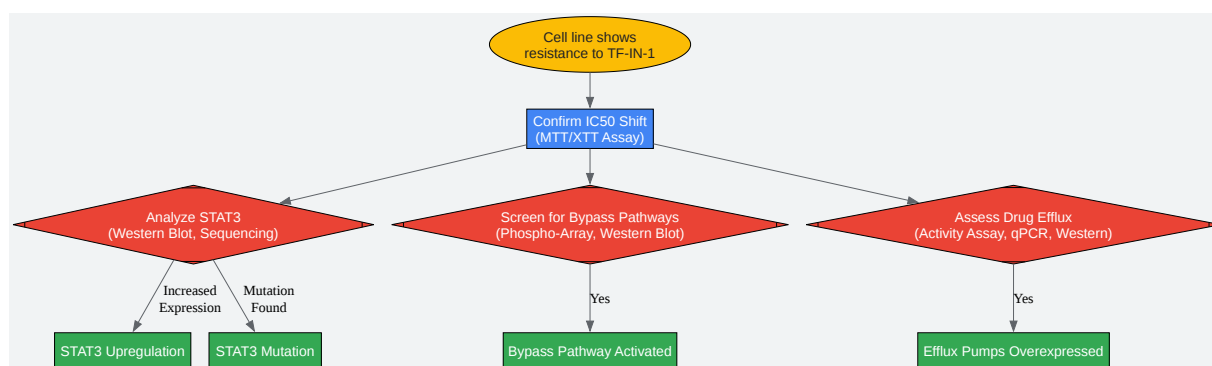 Cell line shows
resistance to TF-IN-1
Confirm IC50 Shift
(MTT/XTT Assay)
Analyze STAT3
(Western Blot, Sequencing)
Screen for Bypass Pathways
(Phospho-Array, Western Blot)
Assess Drug Efflux
(Activity Assay, qPCR, Western)
Increased
Expression
Mutation
Found
Yes
Yes
STAT3 Upregulation
STAT3 Mutation
Bypass Pathway Activated
Efflux Pumps Overexpressed